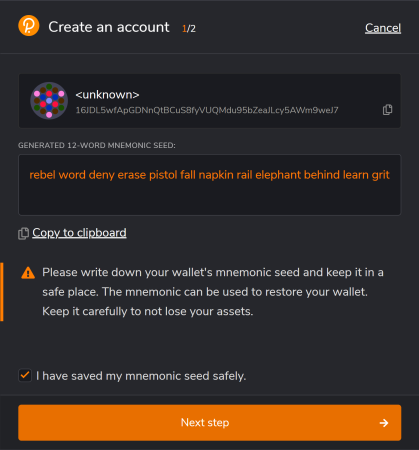 Create an account 1/2 Cancel
<unknown>
16JDL5wfApGDNnQtBCuS8fyVUQMdu95bZeaJLcy5AWm9weJ7
GENERATED 12-WORD MNEMONIC SEED:
rebel word deny erase pistol fall napkin rail elephant behind learn grit
Copy to clipboard
Please write down your wallet's mnemonic seed and keep it in a
safe place. The mnemonic can be used to restore your wallet.
Keep it carefully to not lose your assets.
I have saved my mnemonic seed safely.
Next step